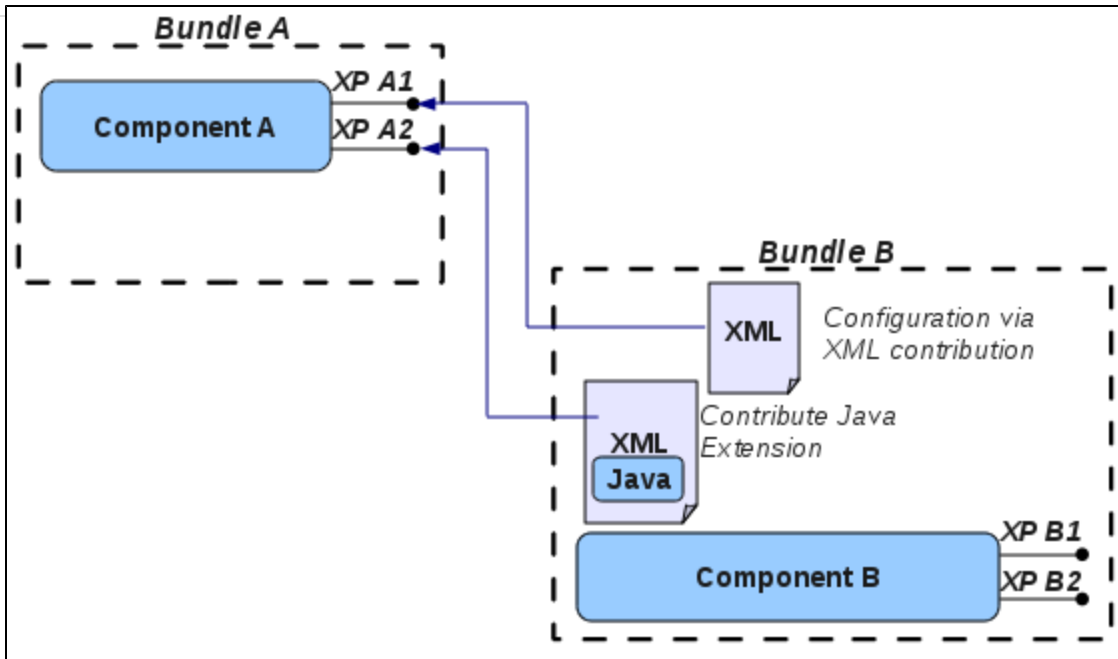 Bundle A
XP A1
Component A
XP A2
Bundle B
XML
Configuration via
XML contribution
Contribute Java
Extension
XML
Java
XP B1
Component B
XP B2